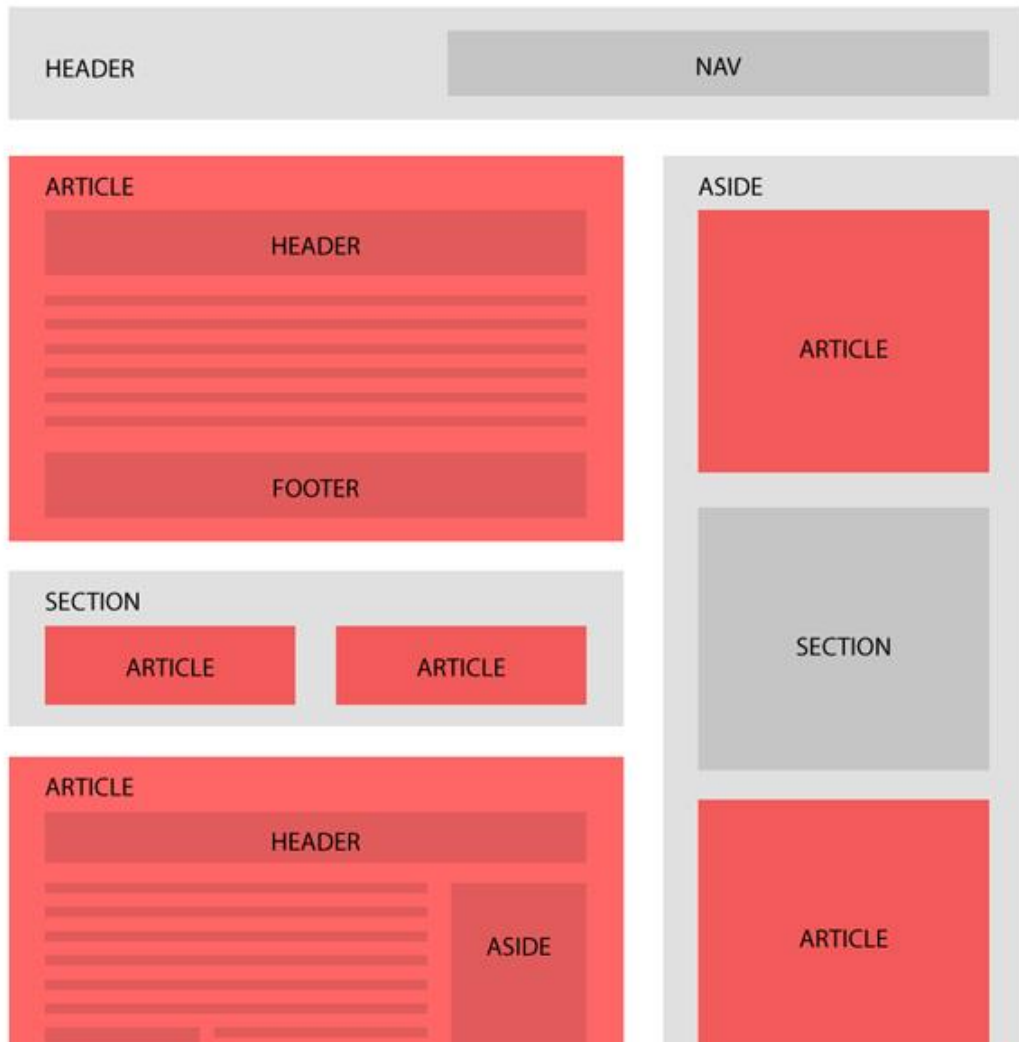 HEADER
NAV
ARTICLE
HEADER
FOOTER
SECTION
ARTICLE
ARTICLE
ARTICLE
HEADER
ASIDE
ASIDE
ARTICLE
SECTION
ARTICLE